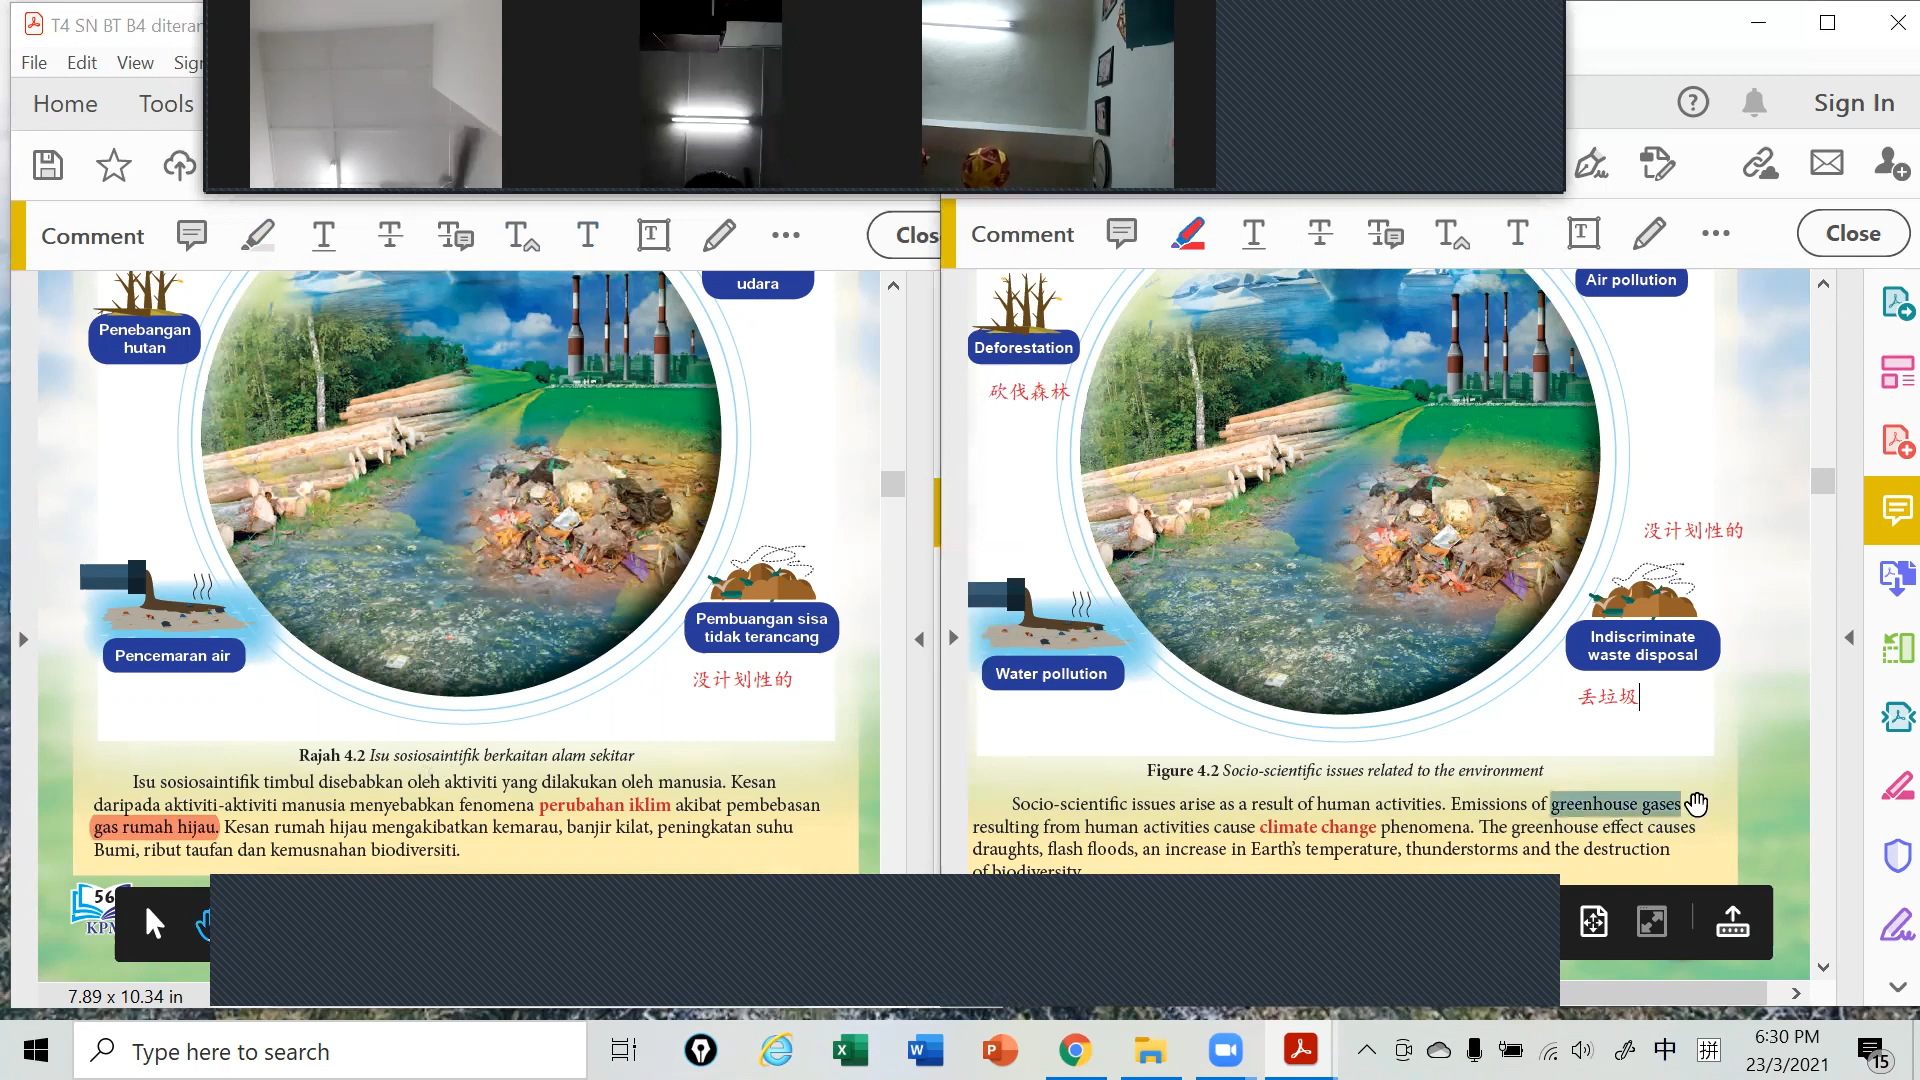 T4 SN BT B4 diteran
File Edit View Sig
Home Tools
Sign In
Comment
Clos
Comment
Close
udara
Penebangan
hutan
Pencemaran air
Pembuangan sisa
tidak terancang
没计划性的
Rajah 4.2 Isu sosiosaintifik berkaitan alam sekitar
Isu sosiosaintifik timbul disebabkan oleh aktiviti yang dilakukan oleh manusia. Kesan
daripada aktiviti-aktiviti manusia menyebabkan fenomena perubahan iklim akibat pembebasan
gas rumah hijau. Kesan rumah hijau mengakibatkan kemarau, banjir kilat, peningkatan suhu
Bumi, ribut taufan dan kemusnahan biodiversiti.
56
KPM
7.89 x 10.34 in
Air pollution
Deforestation
砍伐森林
没计划性的
Water pollution
Indiscriminate
waste disposal
丢垃圾
Figure 4.2 Socio-scientific issues related to the environment
Socio-scientific issues arise as a result of human activities. Emissions of greenhouse gases
resulting from human activities cause climate change phenomena. The greenhouse effect causes
draughts, flash floods, an increase in Earth's temperature, thunderstorms and the destruction
of biodiversity.
Type here to search
中
拼
6:30 PM
23/3/2021
15